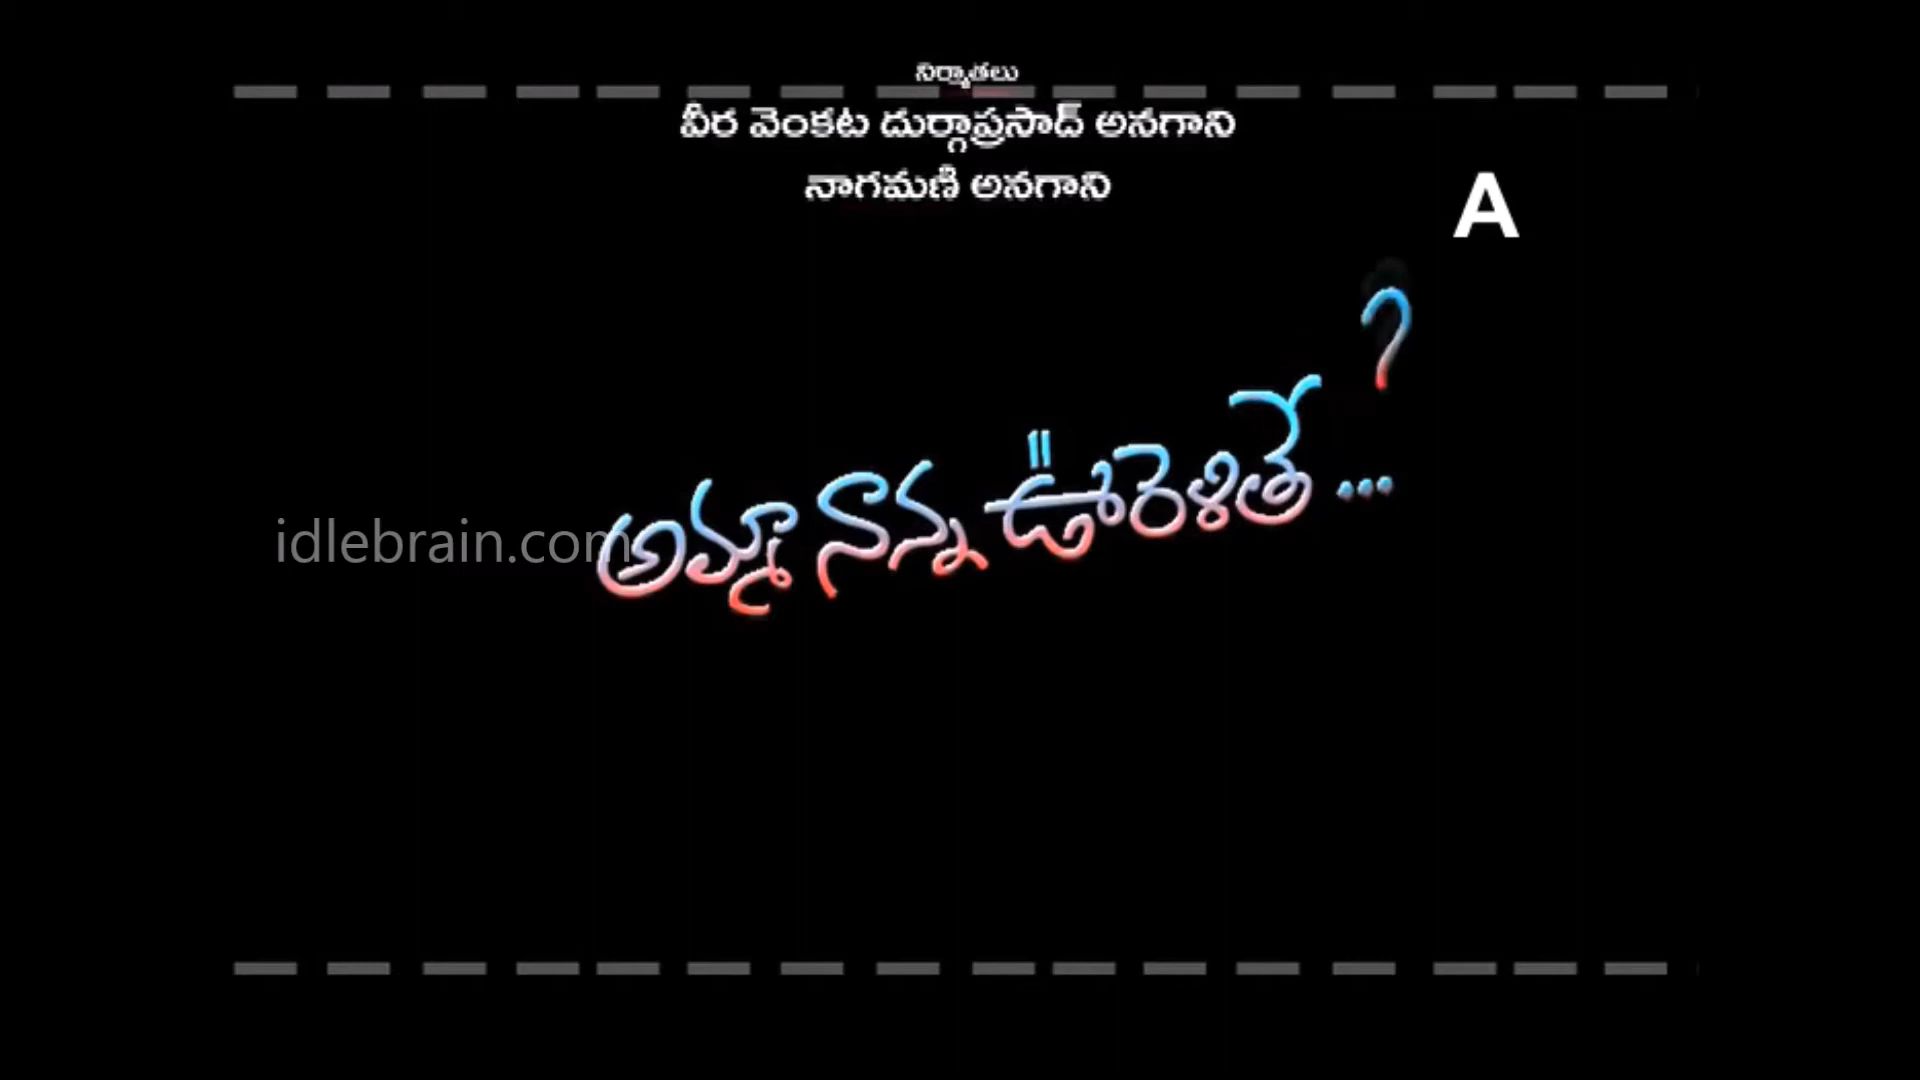 నిర్మాతలు
వీర వెంకట దుర్గాప్రసాద్ అనగాని
నాగమణి అనగాని
A
అమ్మా నాన్న ఊరెళితే ...?
idlebrain.com